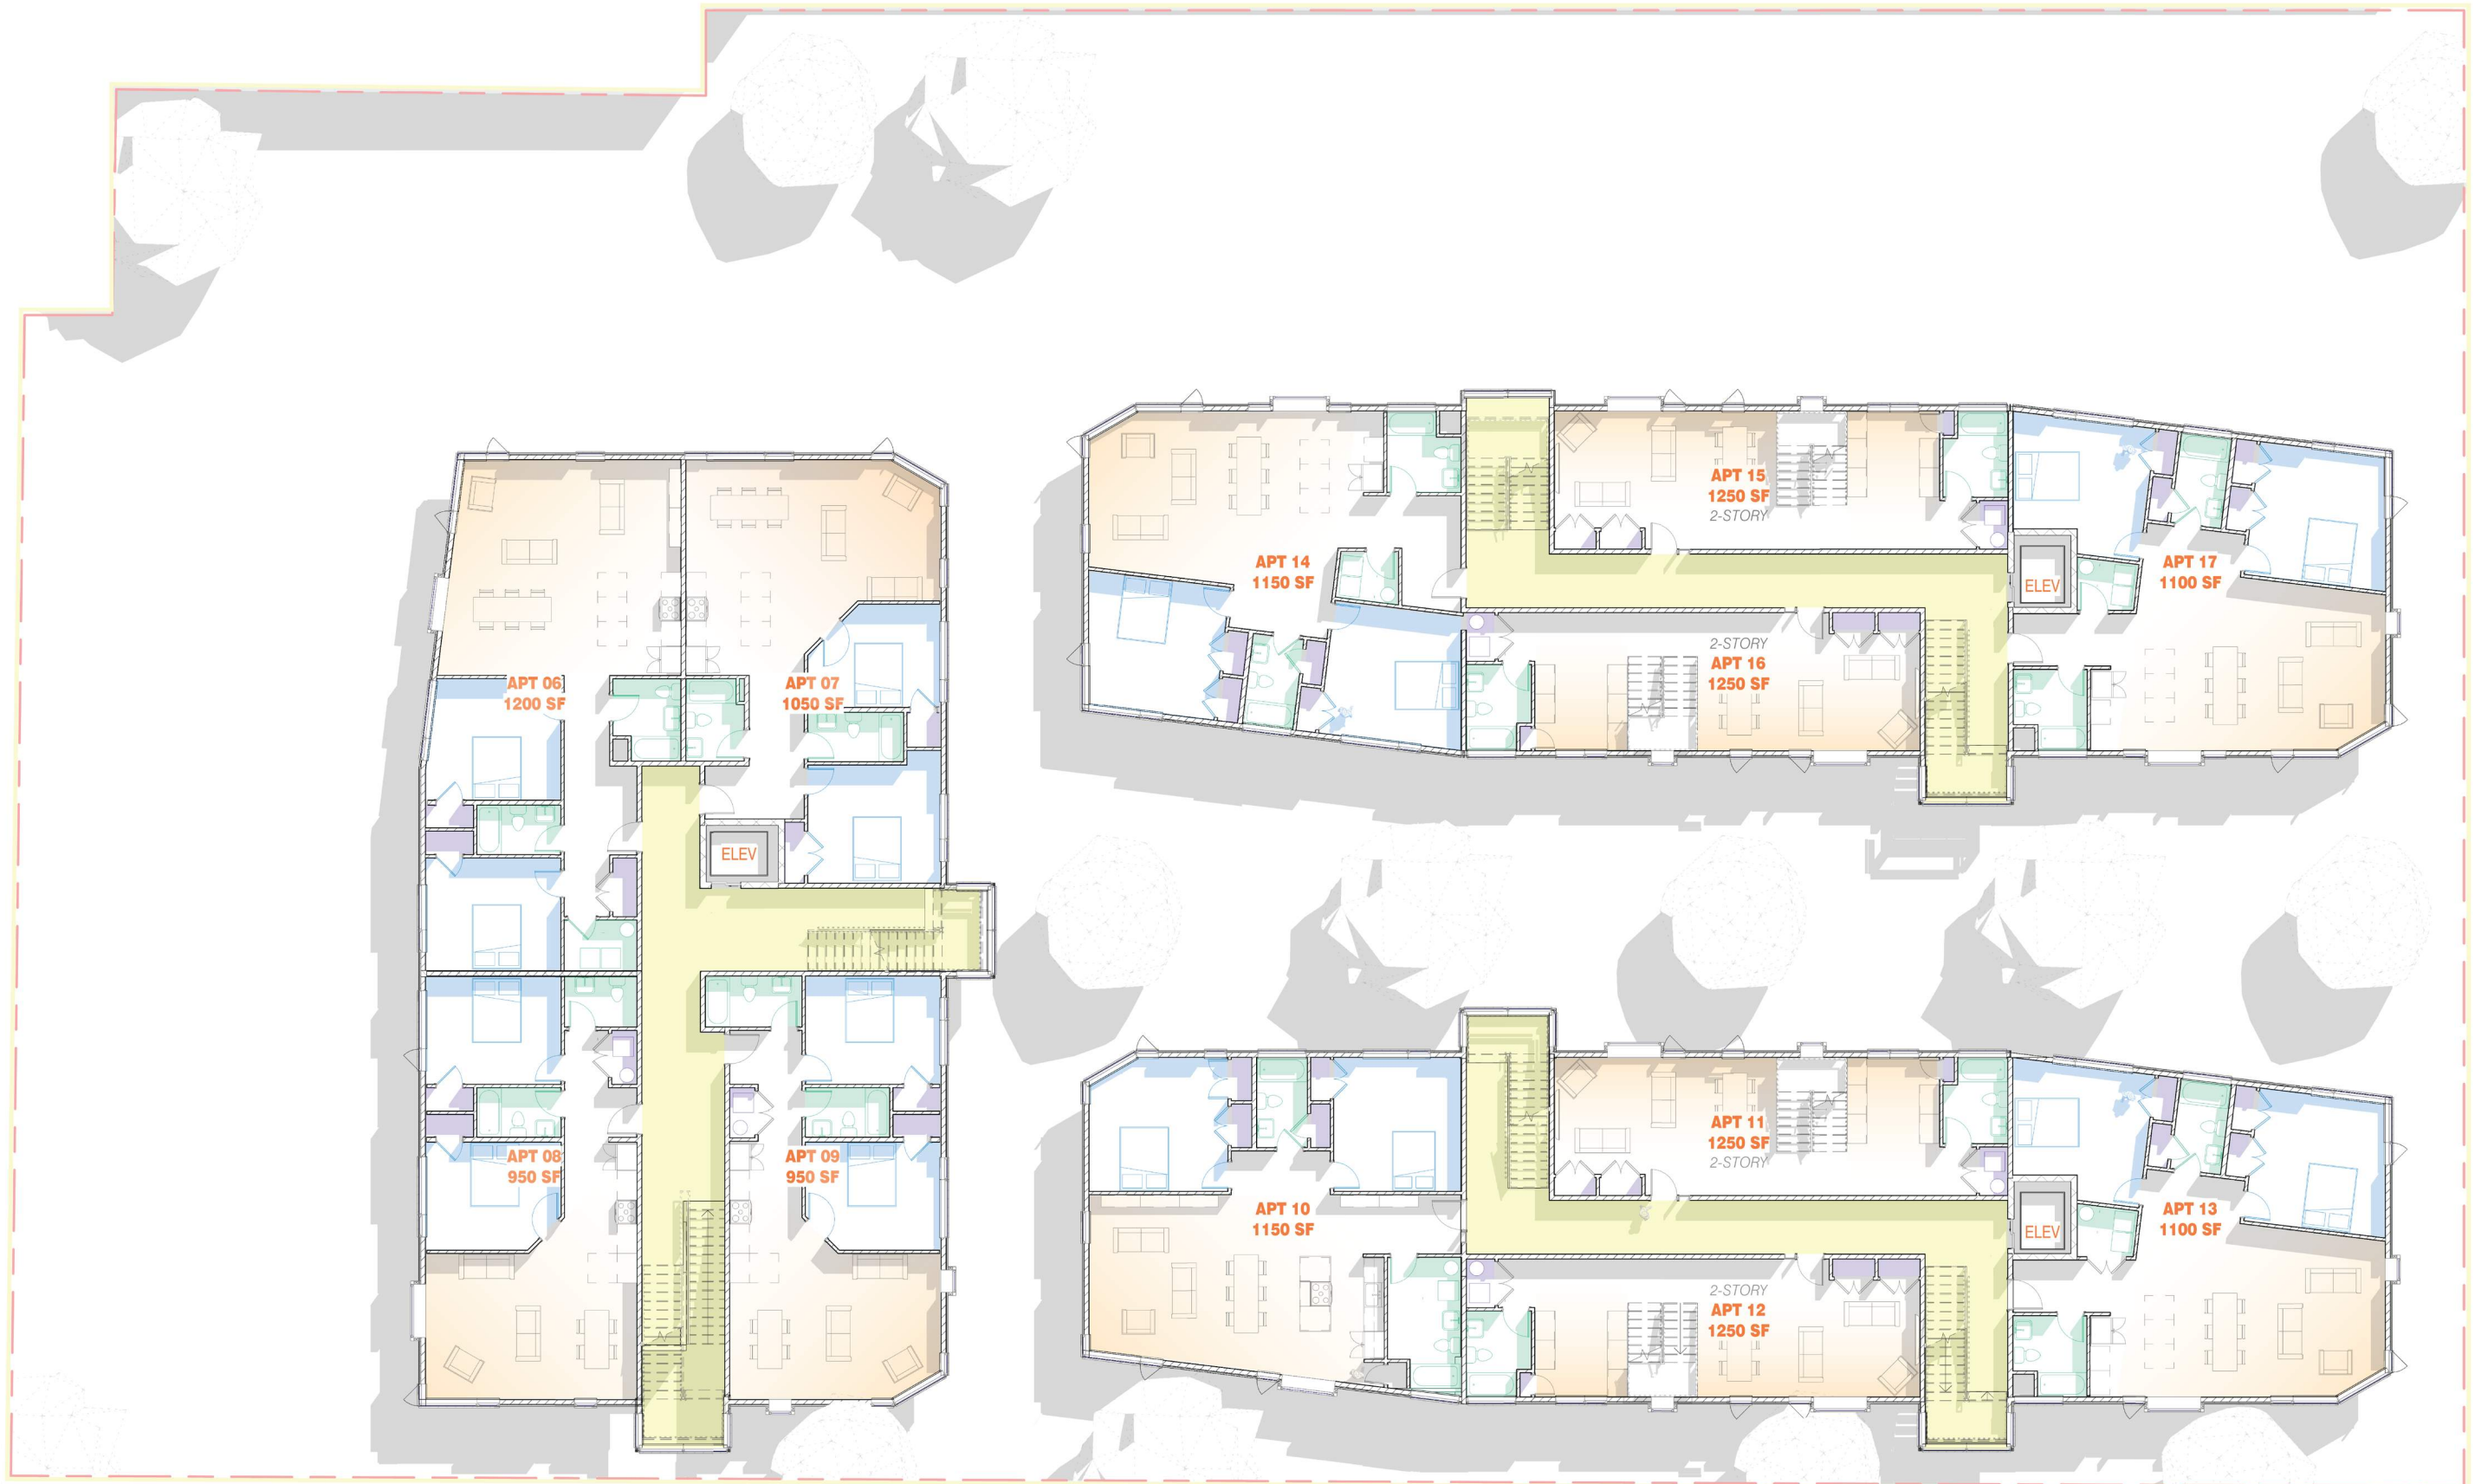 APT 15
1250 SF
2-STORY
APT 14
1150 SF
ELEV
APT 17
1100 SF
2-STORY
APT 16
1250 SF
APT 06
1200 SF
APT 07
1050 SF
ELEV
APT 08
950 SF
APT 09
950 SF
APT 11
1250 SF
2-STORY
APT 10
1150 SF
ELEV
APT 13
1100 SF
2-STORY
APT 12
1250 SF